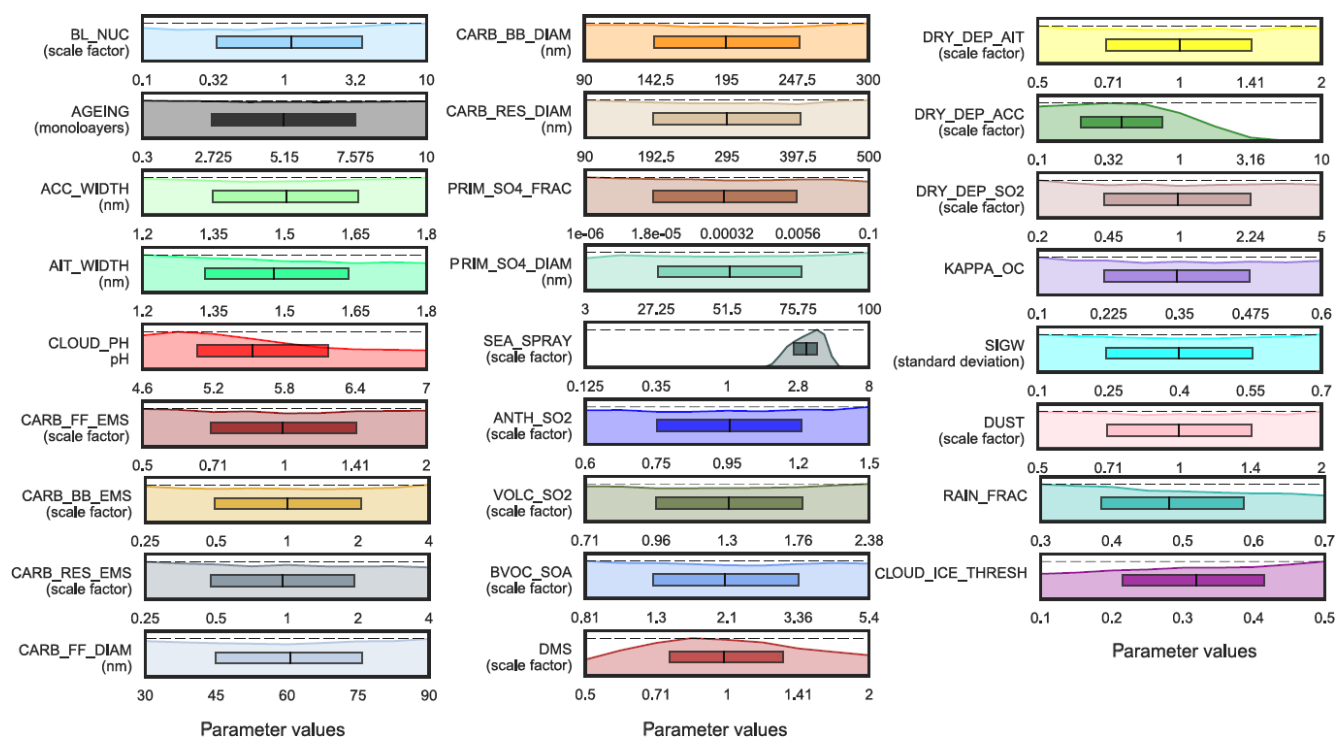 BL_NUC
(scale factor)
0.1 0.32 1 3.2 10
AGEING
(monoloayers)
0.3 2.725 5.15 7.575 10
ACC_WIDTH
(nm)
1.2 1.35 1.5 1.65 1.8
AIT_WIDTH
(nm)
1.2 1.35 1.5 1.65 1.8
CLOUD_PH
pH
4.6 5.2 5.8 6.4 7
CARB_FF_EMS
(scale factor)
0.5 0.71 1 1.41 2
CARB_BB_EMS
(scale factor)
0.25 0.5 1 2 4
CARB_RES_EMS
(scale factor)
0.25 0.5 1 2 4
CARB_FF_DIAM
(nm)
30 45 60 75 90
Parameter values
CARB_BB_DIAM
(nm)
90 142.5 195 247.5 300
CARB_RES_DIAM
(nm)
90 192.5 295 397.5 500
PRIM_SO4_FRAC
1e-06 1.8e-05 0.00032 0.0056 0.1
PRIM_SO4_DIAM
(nm)
3 27.25 51.5 75.75 100
SEA_SPRAY
(scale factor)
0.125 0.35 1 2.8 8
ANTH_SO2
(scale factor)
0.6 0.75 0.95 1.2 1.5
VOLC_SO2
(scale factor)
0.71 0.96 1.3 1.76 2.38
BVOC_SOA
(scale factor)
0.81 1.3 2.1 3.36 5.4
DMS
(scale factor)
0.5 0.71 1 1.41 2
Parameter values
DRY_DEP_AIT
(scale factor)
0.5 0.71 1 1.41 2
DRY_DEP_ACC
(scale factor)
0.1 0.32 1 3.16 10
DRY_DEP_SO2
(scale factor)
0.2 0.45 1 2.24 5
KAPPA_OC
0.1 0.225 0.35 0.475 0.6
SIGW
(standard deviation)
0.1 0.25 0.4 0.55 0.7
DUST
(scale factor)
0.5 0.71 1 1.4 2
RAIN_FRAC
0.3 0.4 0.5 0.6 0.7
CLOUD_ICE_THRESH
0.1 0.2 0.3 0.4 0.5
Parameter values